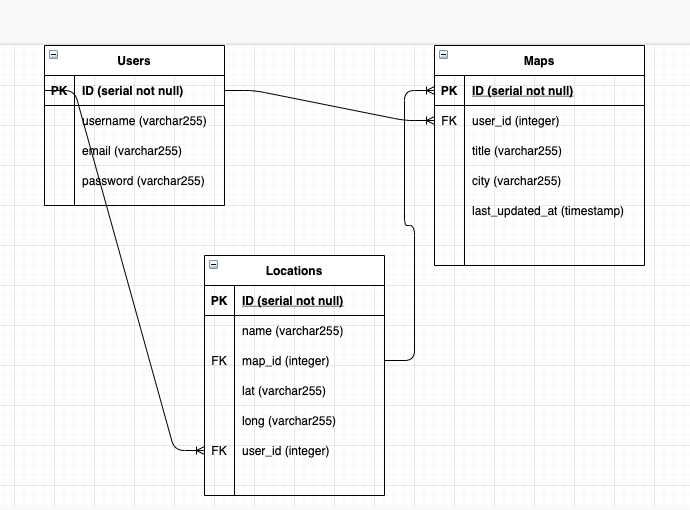 Users
PK ID (serial not null)
username (varchar255)
email (varchar255)
password (varchar255)
Maps
PK ID (serial not null)
FK user_id (integer)
title (varchar255)
city (varchar255)
last_updated_at (timestamp)
Locations
PK ID (serial not null)
name (varchar255)
FK map_id (integer)
lat (varchar255)
long (varchar255)
FK user_id (integer)